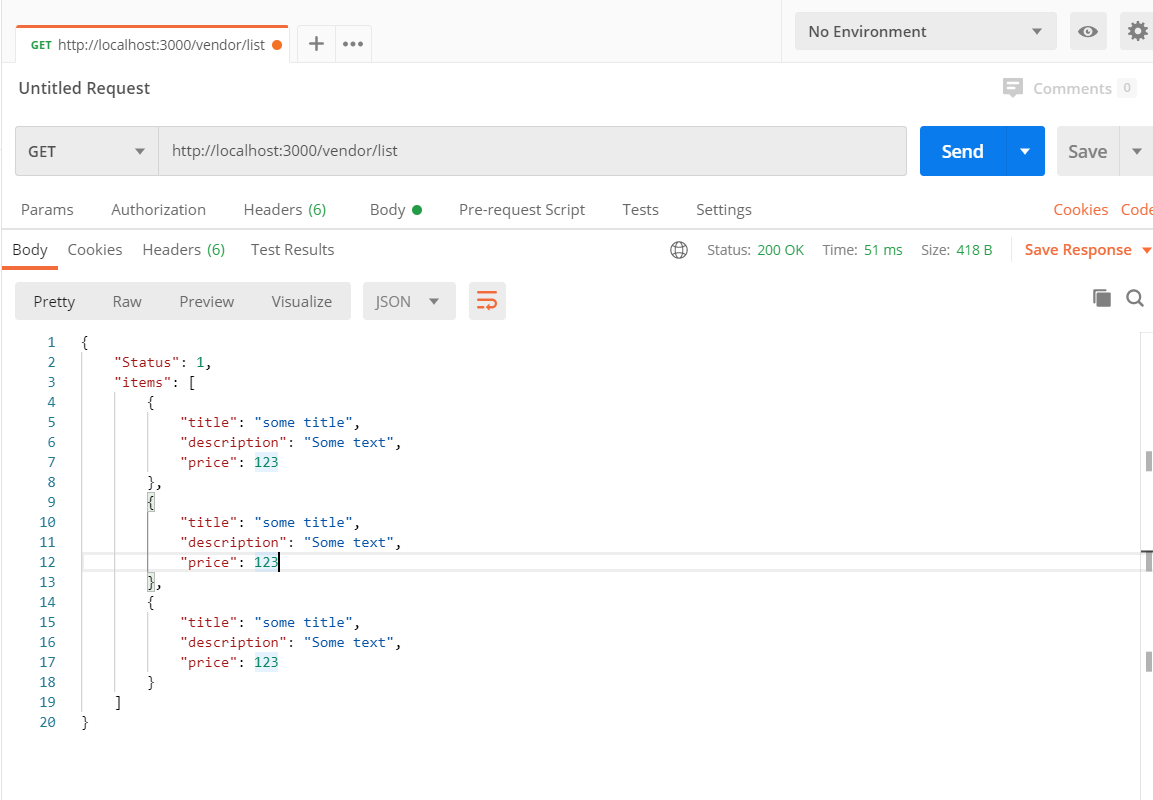 GET http://localhost:3000/vendor/list
No Environment
Untitled Request
Comments 0
GET http://localhost:3000/vendor/list Send Save
Params Authorization Headers (6) Body Pre-request Script Tests Settings Cookies Code
Body Cookies Headers (6) Test Results Status: 200 OK Time: 51 ms Size: 418 B Save Response
Pretty Raw Preview Visualize JSON
1 {
2 "Status": 1,
3 "items": [
4 {
5 "title": "some title",
6 "description": "Some text",
7 "price": 123
8 },
9 {
10 "title": "some title",
11 "description": "Some text",
12 "price": 123
13 },
14 {
15 "title": "some title",
16 "description": "Some text",
17 "price": 123
18 }
19 ]
20 }